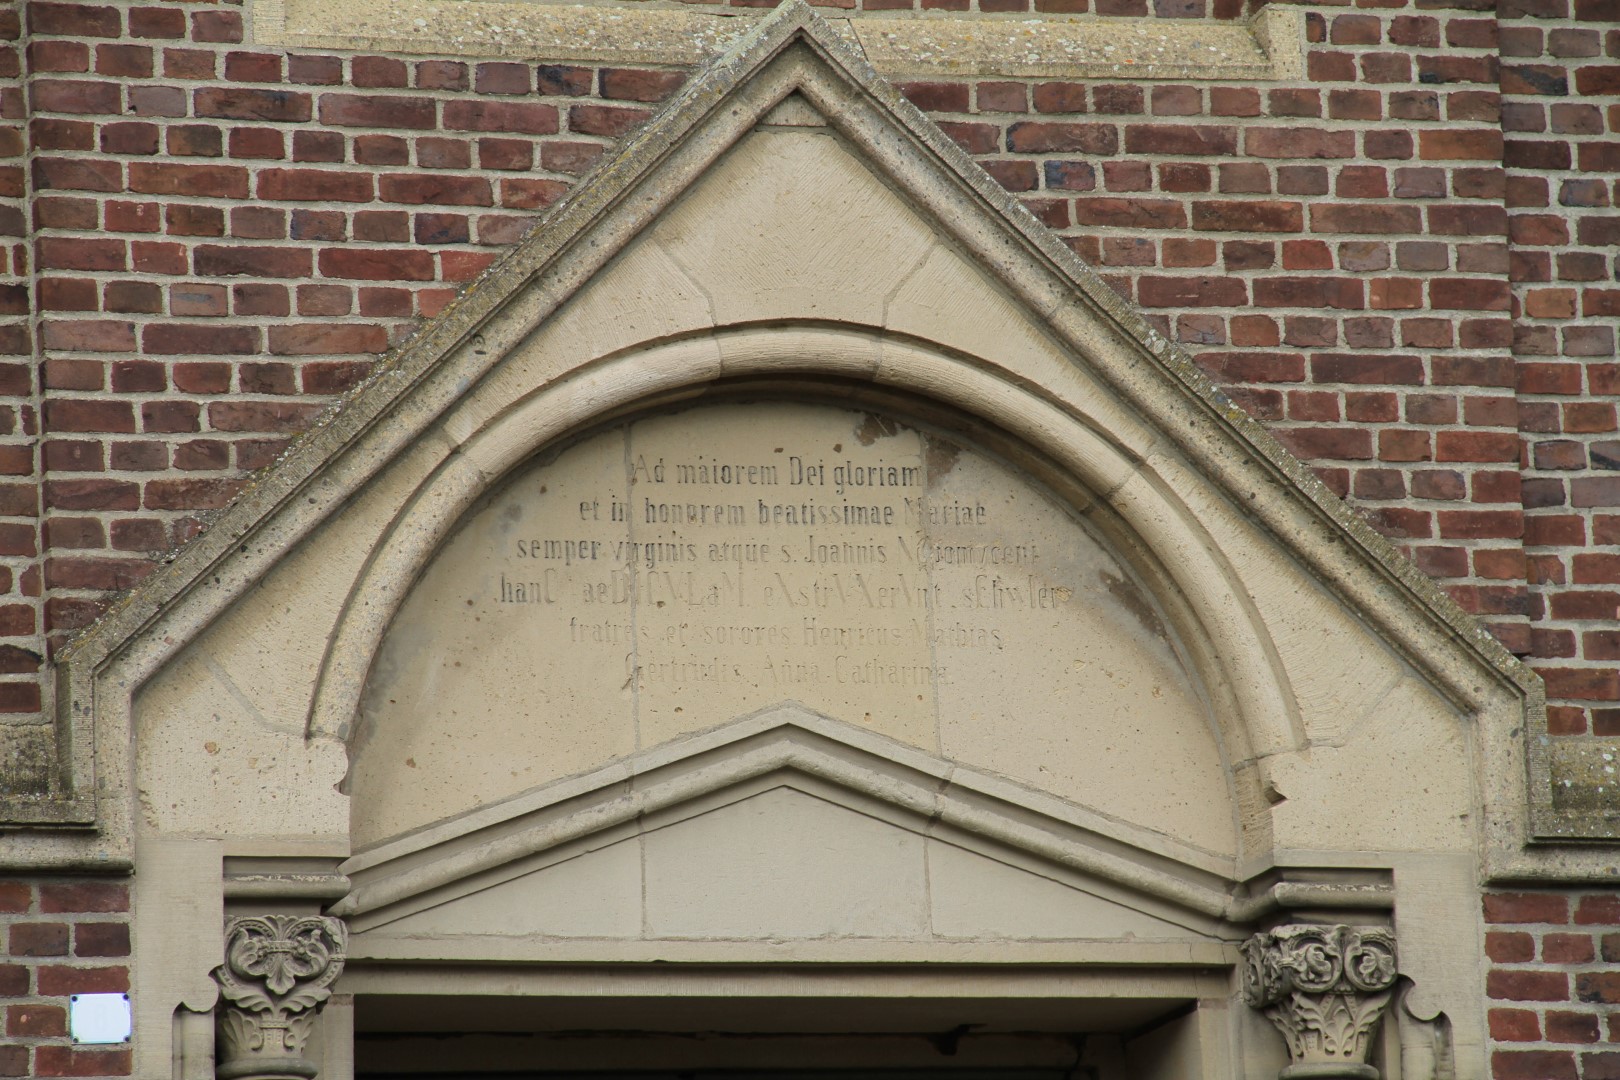 Ad maiorem Dei gloriam
et in honorem beatissimae Mariae
semper virginis atque s. Joannis
hanC aeDICVLaM eXstrVXerVnt
fratres et sorores Henricus Mathias
Gertrudis Anna Catharina